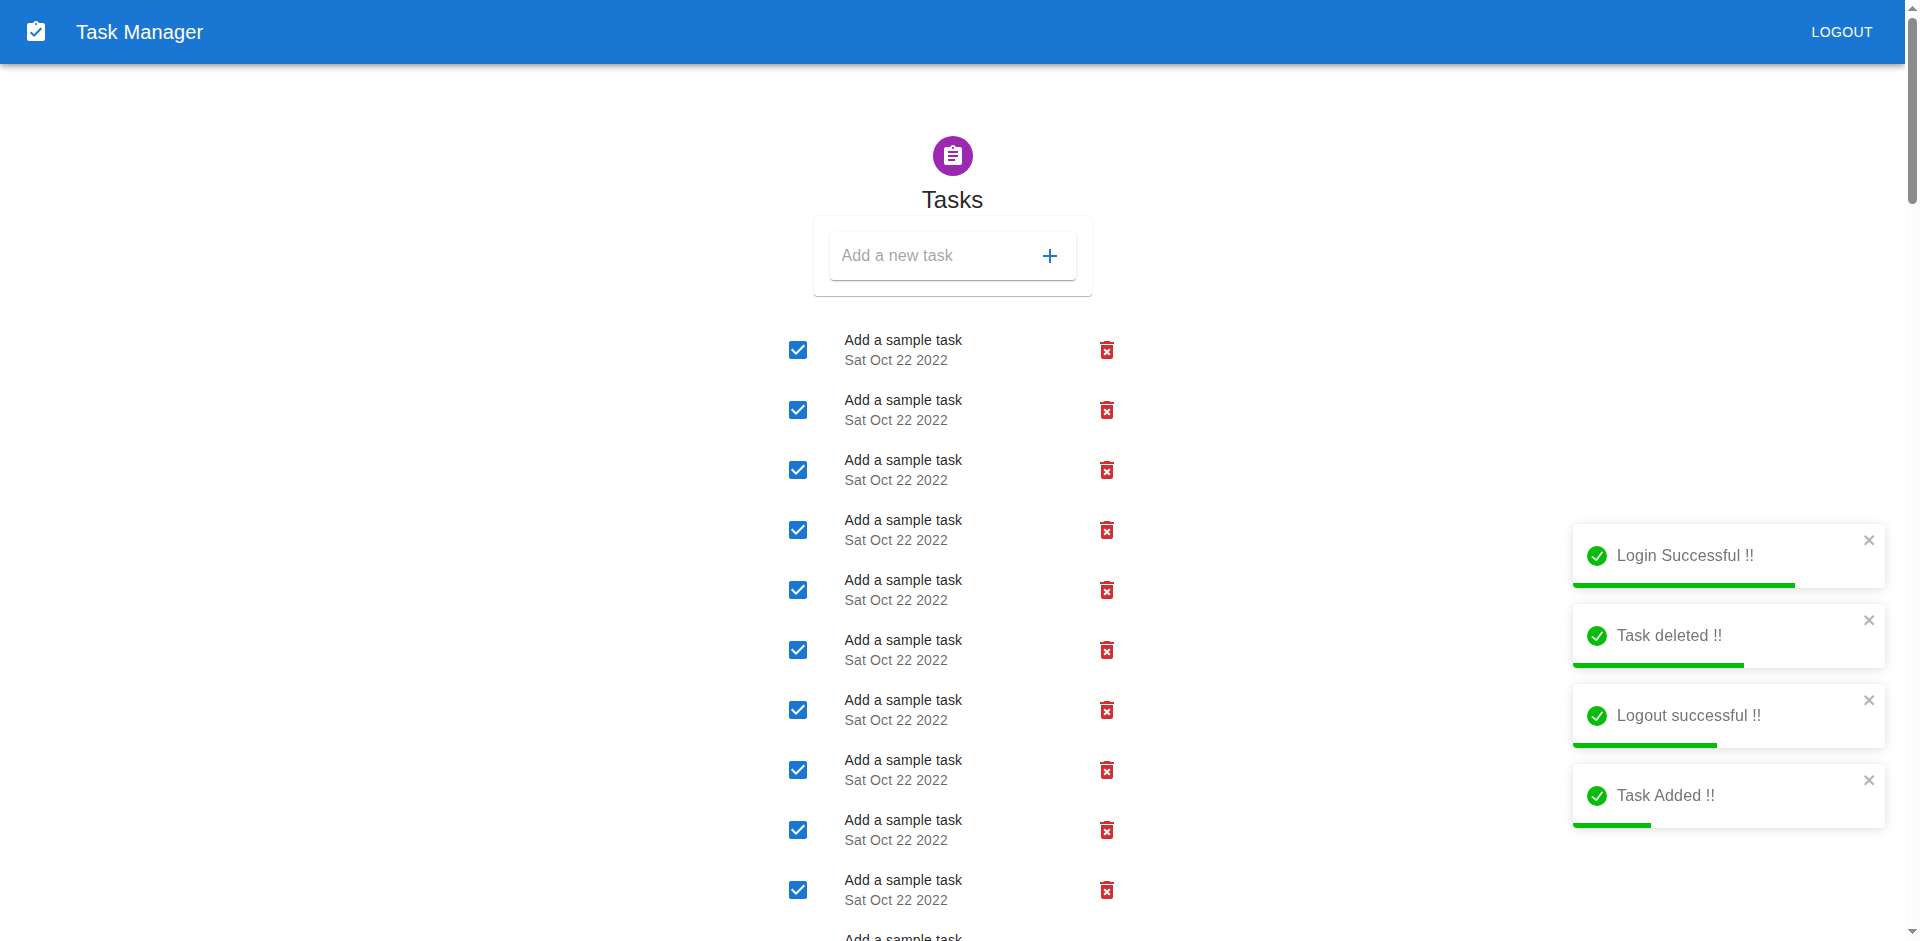 Task Manager
LOGOUT
Tasks
Add a new task
Add a sample task
Sat Oct 22 2022
Add a sample task
Sat Oct 22 2022
Add a sample task
Sat Oct 22 2022
Add a sample task
Sat Oct 22 2022
Add a sample task
Sat Oct 22 2022
Add a sample task
Sat Oct 22 2022
Add a sample task
Sat Oct 22 2022
Add a sample task
Sat Oct 22 2022
Add a sample task
Sat Oct 22 2022
Add a sample task
Sat Oct 22 2022
Add a sample task
Login Successful !!
Task deleted !!
Logout successful !!
Task Added !!